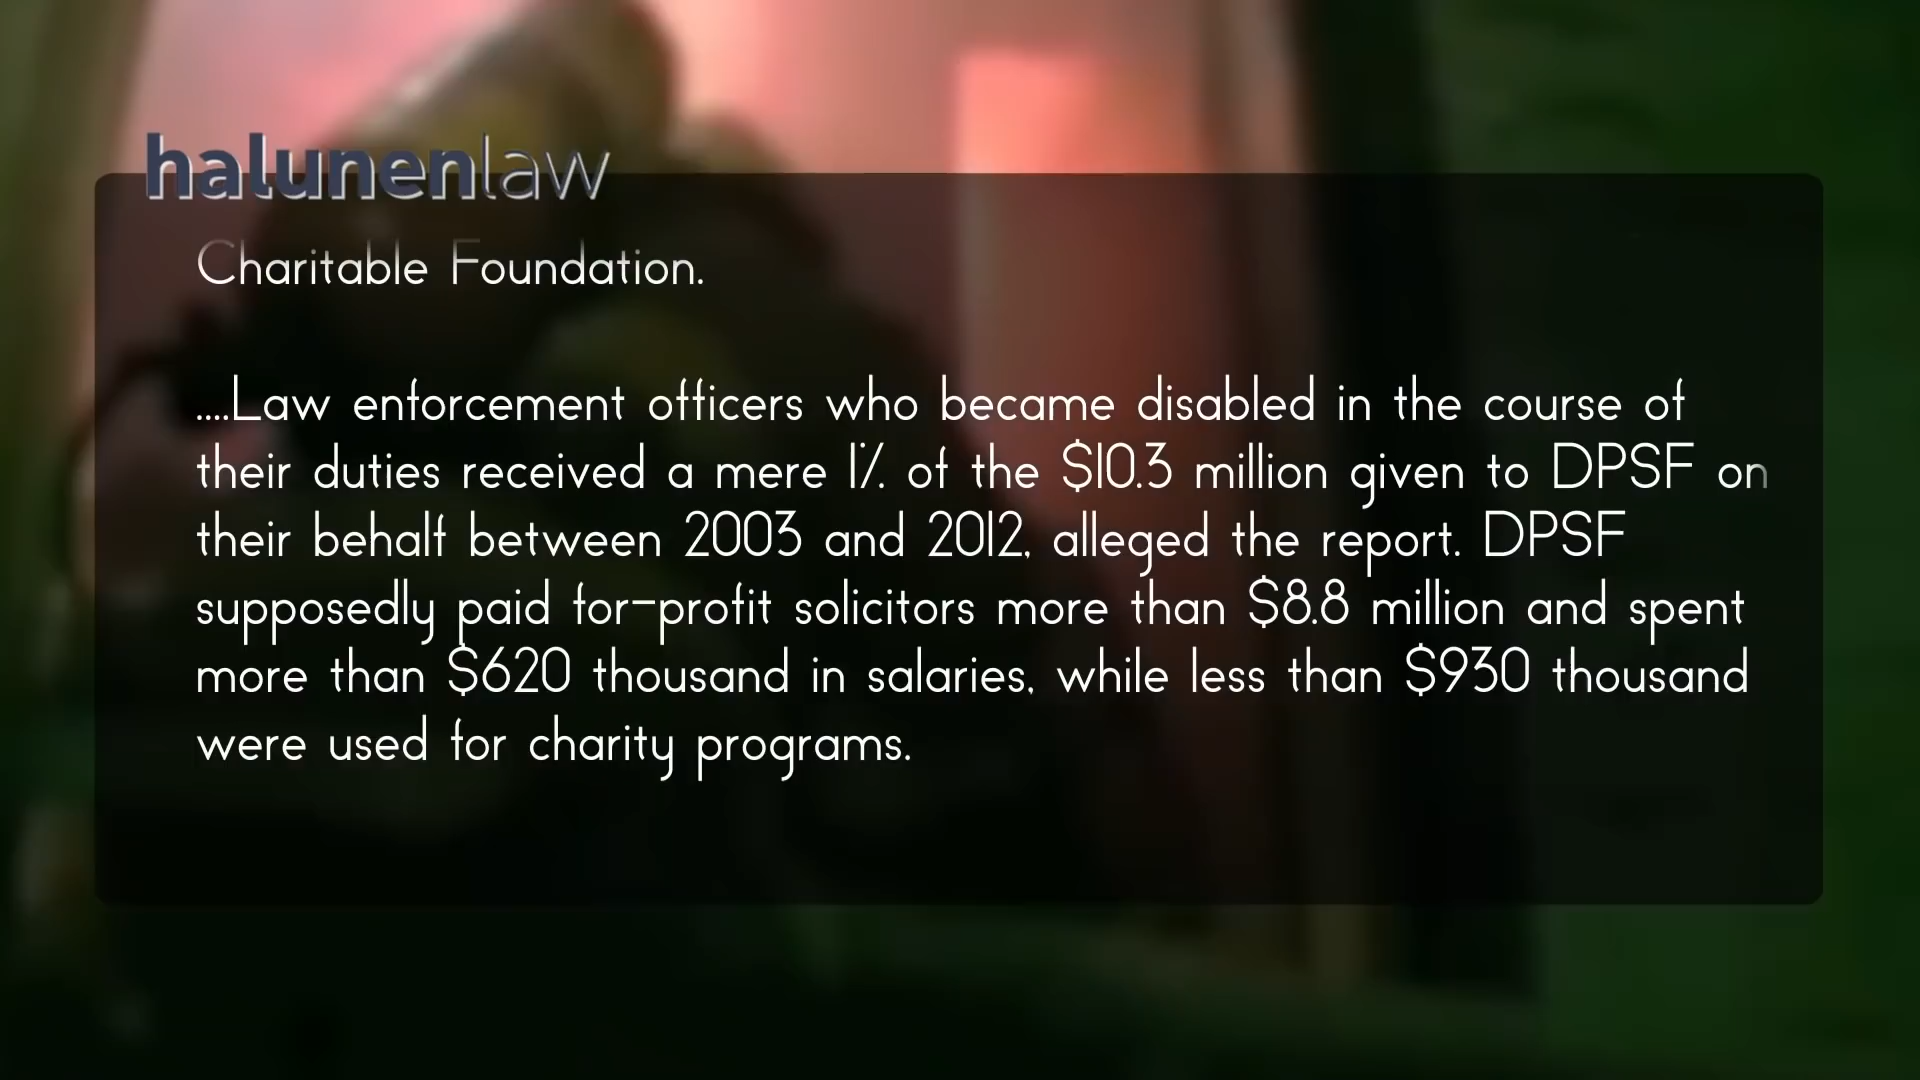 halunenlaw
Charitable Foundation.
....Law enforcement officers who became disabled in the course of
their duties received a mere 1% of the $10.3 million given to DPSF on
their behalf between 2003 and 2012, alleged the report. DPSF
supposedly paid for-profit solicitors more than $8.8 million and spent
more than $620 thousand in salaries, while less than $930 thousand
were used for charity programs.